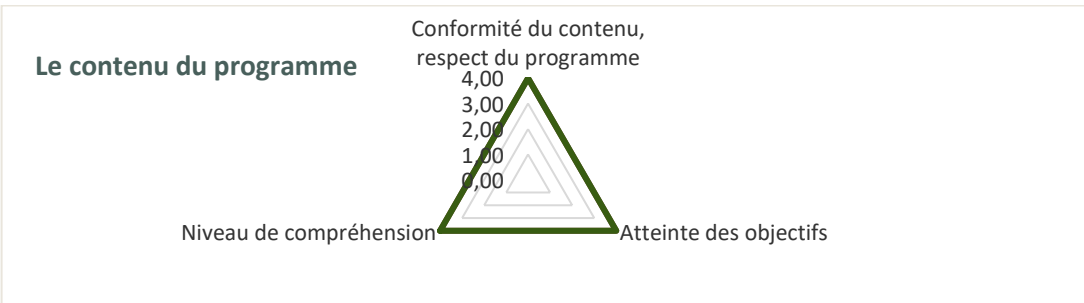 Le contenu du programme
Conformité du contenu,
respect du programme
4,00
3,00
2,00
1,00
0,00
Niveau de compréhension
Atteinte des objectifs